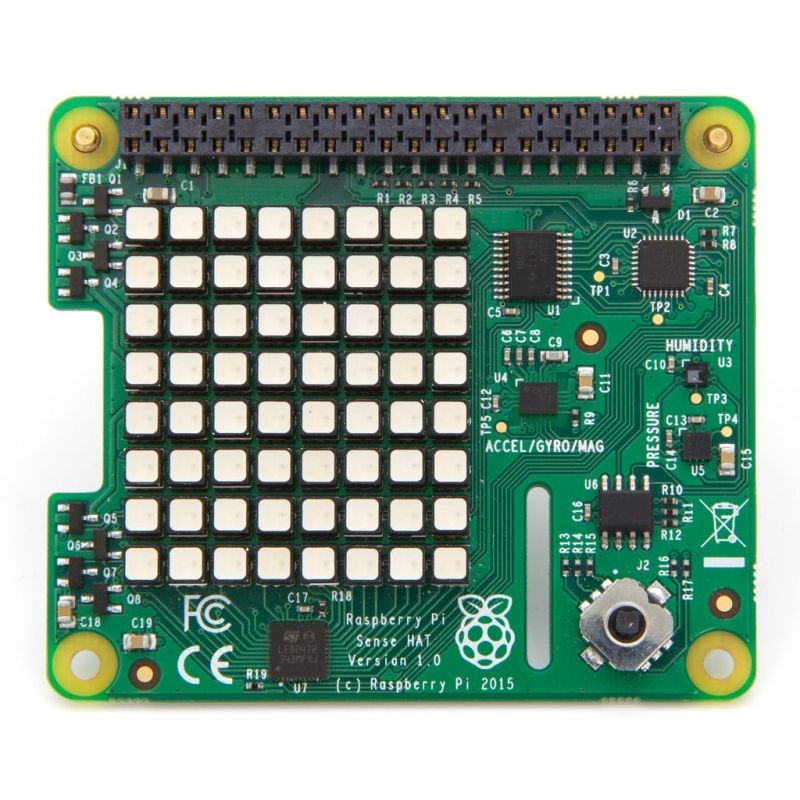 J1
FB1 Q1
C1
R1 R2 R3 R4 R5
R6
D1
C2
Q2
U2
R7
R8
Q3
C3
Q4
TP1
C4
C5
U1
TP2
C6
C7
C8
C9
HUMIDITY
C10
U3
U4
C11
C12
TP3
R9
TP5
PRESSURE
C13
TP4
ACCEL/GYRO/MAG
C14
U5
C15
U6
R10
R11
R12
C16
Q5
Q6
R13
R14
R15
Q7
J2
R16
R17
Q8
C17
R18
FC
C18
C19
Raspberry Pi
Sense HAT
Version 1.0
(c) Raspberry Pi 2015
CE
ST
LED2472
R19
U7